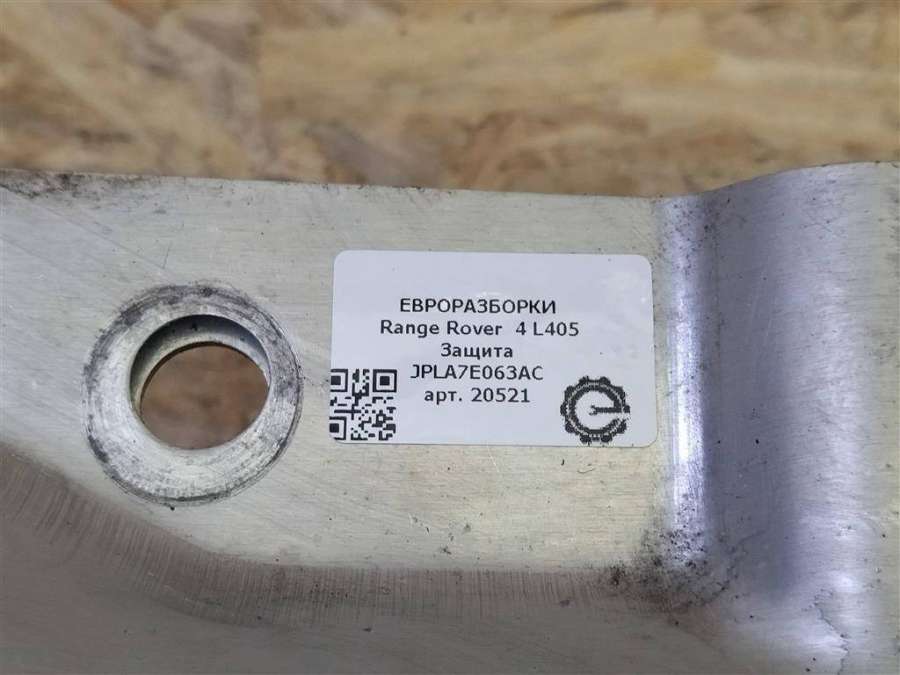 ЕВРОРАЗБОРКИ
Range Rover 4 L405
Защита
JPLA7E063AC
арт. 20521